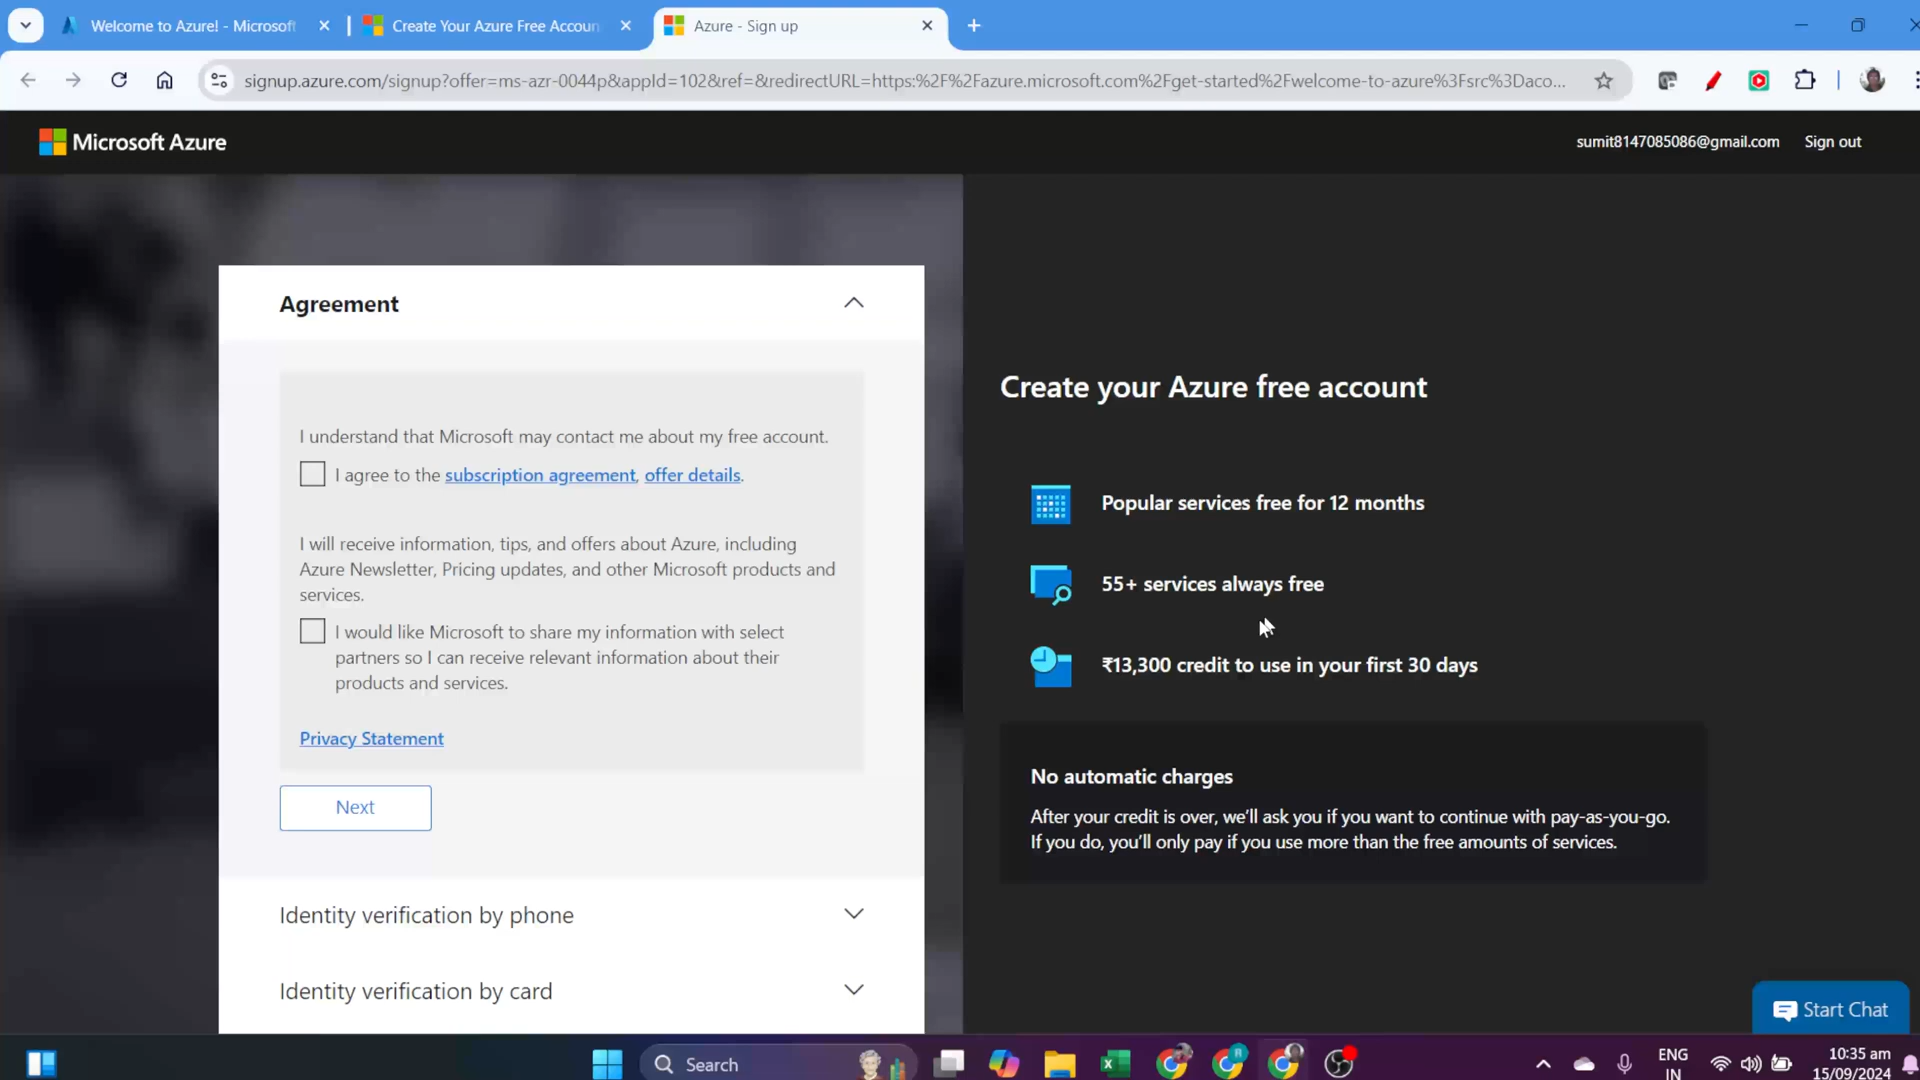 Welcome to Azure! - Microsoft
Create Your Azure Free Accoun
Azure - Sign up
signup.azure.com/signup?offer=ms-azr-0044p&appId=102&ref=&redirectURL=https:%2F%2Fazure.microsoft.com%2Fget-started%2Fwelcome-to-azure%3Fsrc%3Daco...
Microsoft Azure
sumit8147085086@gmail.com
Sign out
Agreement
I understand that Microsoft may contact me about my free account.
I agree to the subscription agreement, offer details.
I will receive information, tips, and offers about Azure, including
Azure Newsletter, Pricing updates, and other Microsoft products and
services.
I would like Microsoft to share my information with select
partners so I can receive relevant information about their
products and services.
Privacy Statement
Next
Identity verification by phone
Identity verification by card
Create your Azure free account
Popular services free for 12 months
55+ services always free
₹13,300 credit to use in your first 30 days
No automatic charges
After your credit is over, we'll ask you if you want to continue with pay-as-you-go.
If you do, you'll only pay if you use more than the free amounts of services.
Start Chat
Search
R
ENG
IN
10:35 am
15/09/2024